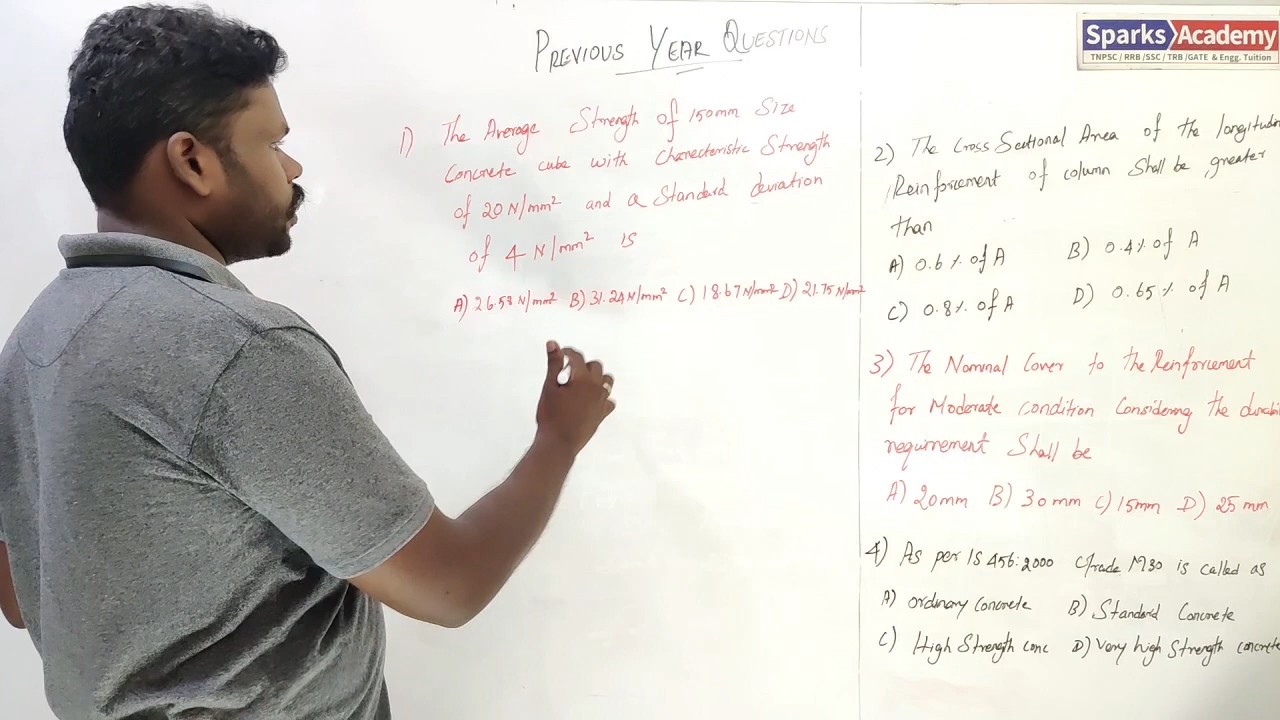 PREVIOUS YEAR QUESTIONS
Sparks Academy
TNPSC / RRB /SSC / TRB /GATE & Engg. Tuition
1) The Average Strength of 150mm Size
Concrete cube with charecteristic Strength
of 20 N/mm² and a Standard deviation
of 4 N/mm² is
A) 26.58 N/mm² B) 31.24 N/mm² C) 18.67 N/mm² D) 21.75 N/mm²
2) The Cross Sectional Area of the longitudin
Reinforcement of column Shall be greater
than
A) 0.6% of A B) 0.4% of A
C) 0.8% of A D) 0.65% of A
3) The Nominal Cover to the Reinforcement
for Moderate condition Considering the durabi
requirement Shall be
A) 20mm B) 30mm C) 15mm D) 25 mm
4) As per IS 456:2000 Grade M30 is called as
A) ordinary Concrete B) Standard Concrete
C) High Strength conc D) Very high Strength concrete